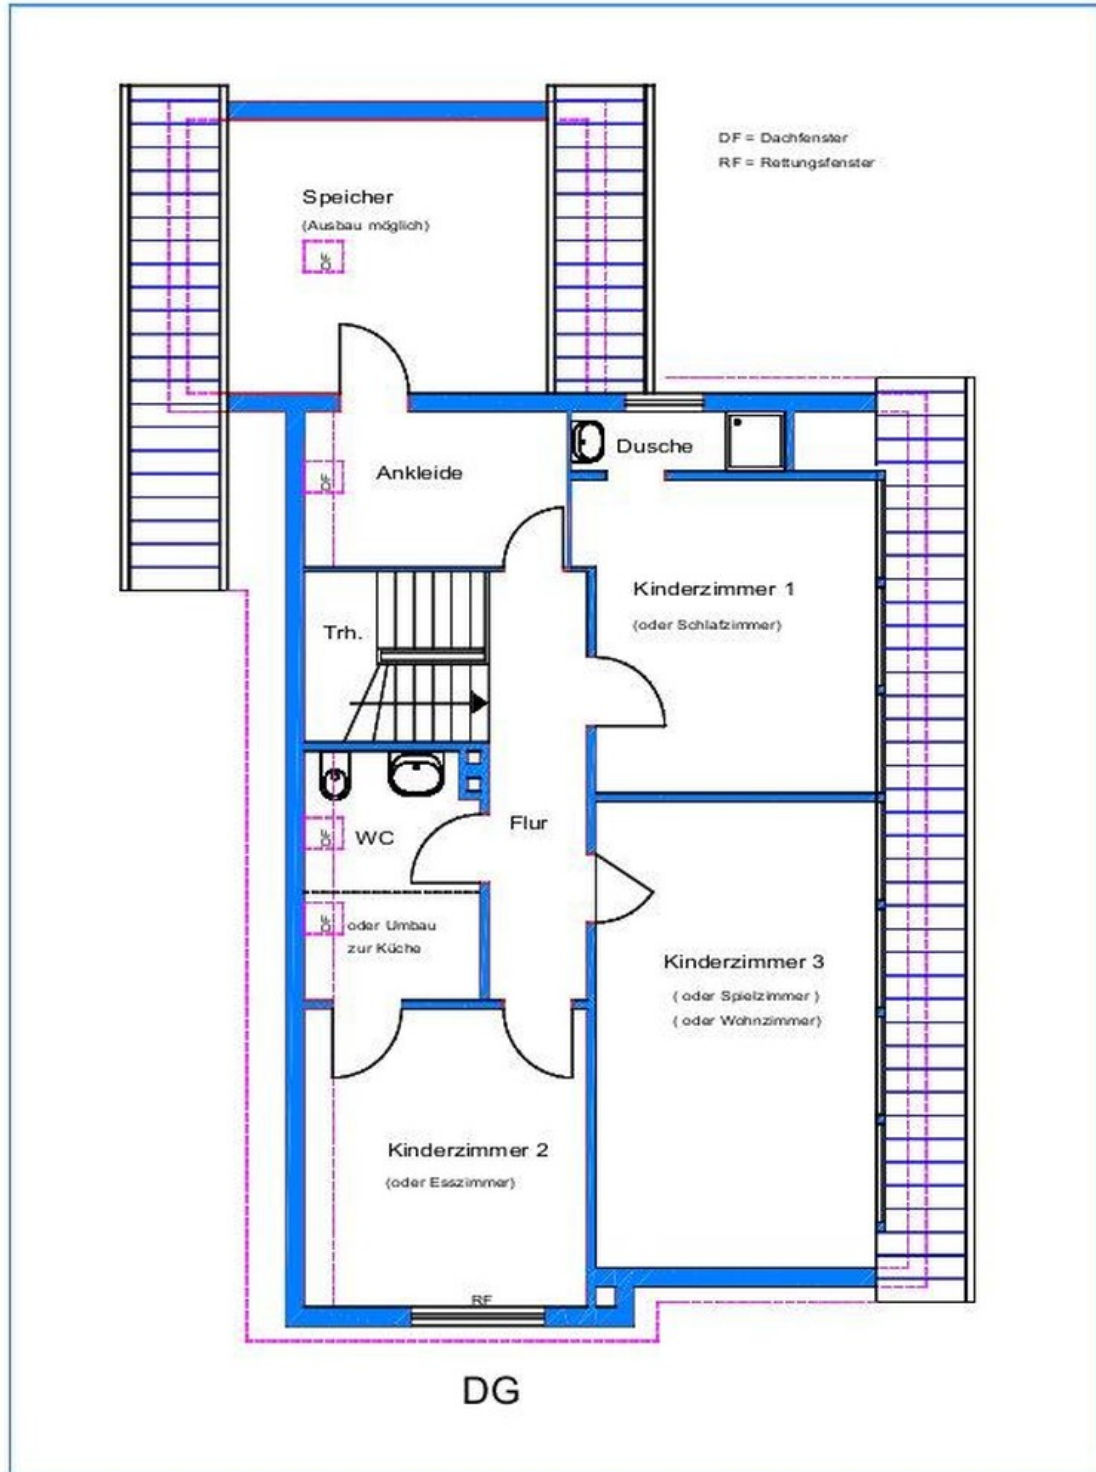 DF = Dachfenster
RF = Rettungsfenster
Speicher
(Ausbau möglich)
DF
Dusche
Ankleide
DF
Kinderzimmer 1
(oder Schlafzimmer)
Trh.
Flur
WC
DF
DF
oder Umbau
zur Küche
Kinderzimmer 3
( oder Spielzimmer )
( oder Wohnzimmer)
Kinderzimmer 2
(oder Esszimmer)
RF
DG